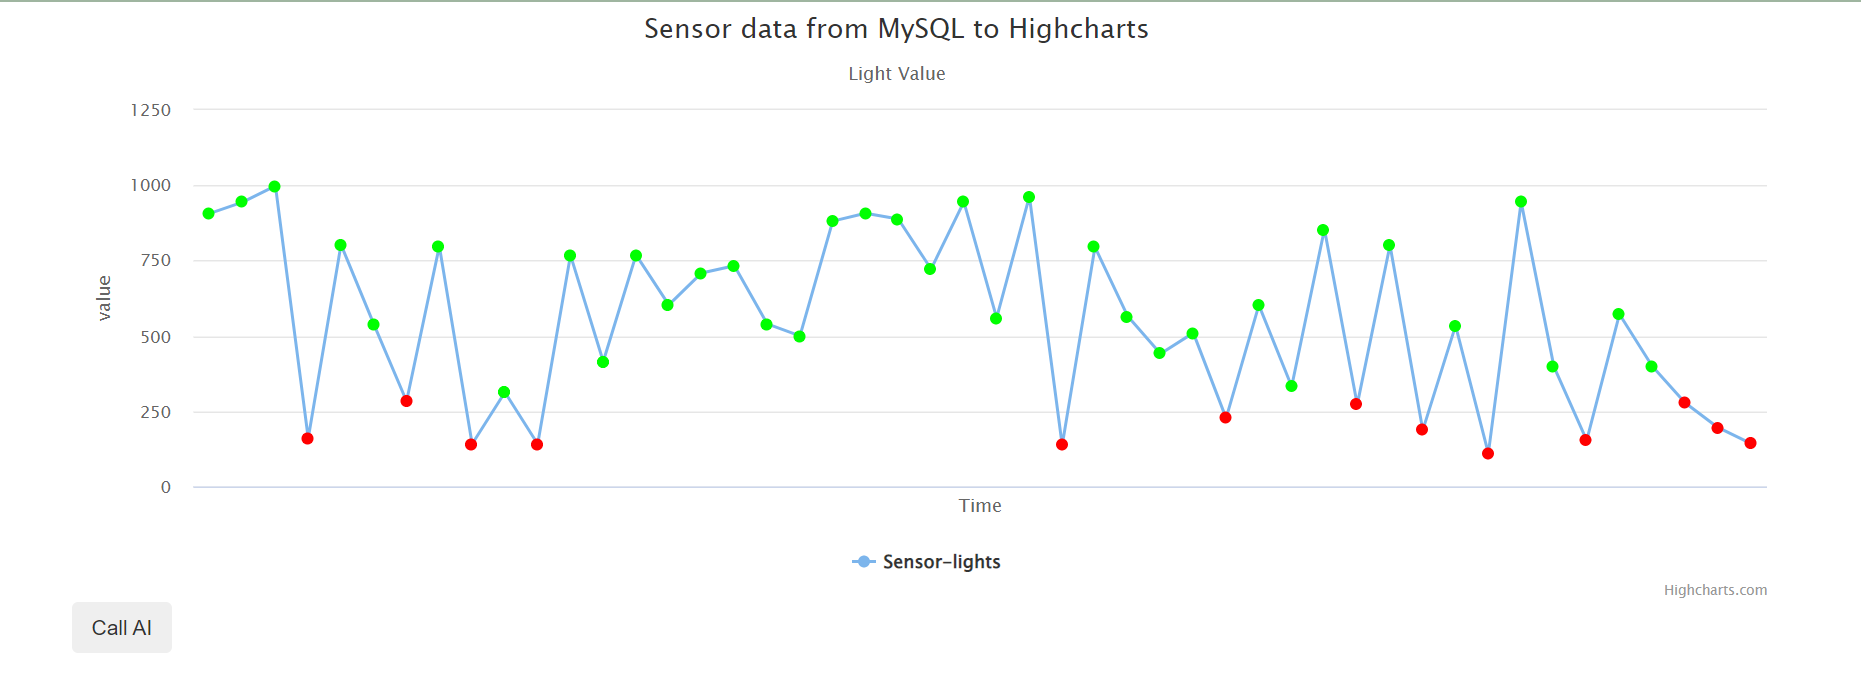 Sensor data from MySQL to Highcharts
Light Value
1250
1000
750
500
250
0
value
Time
Sensor-lights
Highcharts.com
Call AI